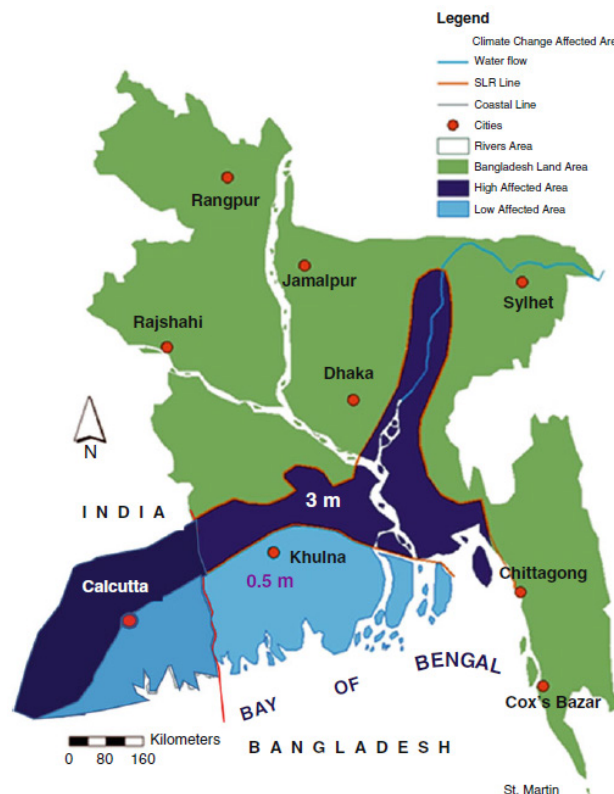 Legend
Climate Change Affected Are
Water flow
SLR Line
Coastal Line
Cities
Rivers Area
Bangladesh Land Area
High Affected Area
Low Affected Area
Rangpur
Jamalpur
Sylhet
Rajshahi
Dhaka
N
INDIA
3 m
Khulna
0.5 m
Calcutta
Chittagong
BAY OF BENGAL
Cox's Bazar
Kilometers
0 80 160
BANGLADESH
St. Martin